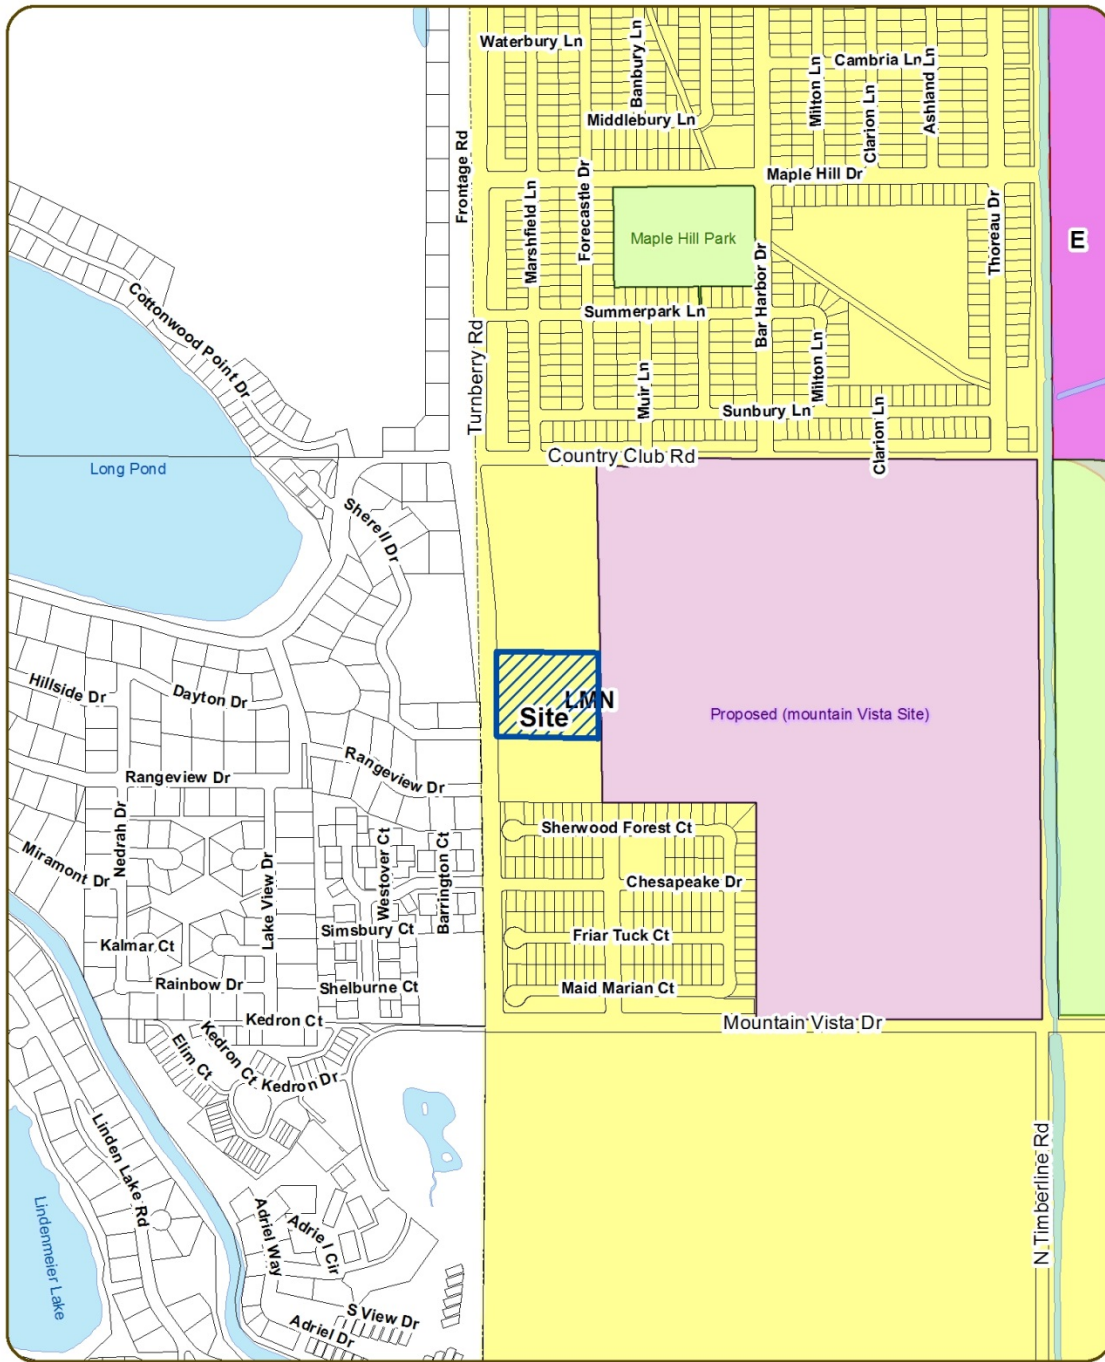 Waterbury Ln
Banbury Ln
Cambria Ln
Milton Ln
Ashland Ln
Clarion Ln
Middlebury Ln
Frontage Rd
Maple Hill Dr
Forecastle Dr
Marshfield Ln
Thoreau Dr
Maple Hill Park
E
Bar Harbor Dr
Cottonwood Point Dr
Summerpark Ln
Turnberry Rd
Milton Ln
Muir Ln
Sunbury Ln
Clarion Ln
Country Club Rd
Long Pond
Sherell Dr
Hillside Dr
Dayton Dr
LMN
Site
Proposed (mountain Vista Site)
Rangeview Dr
Rangeview Dr
Nedrah Dr
Miramont Dr
Sherwood Forest Ct
Westover Ct
Barrington Ct
Chesapeake Dr
Lake View Dr
Simsbury Ct
Friar Tuck Ct
Kalmar Ct
Rainbow Dr
Shelburne Ct
Maid Marian Ct
Kedron Ct
Mountain Vista Dr
Kedron Ct
Elim Ct
Kedron Dr
Linden Lake Rd
N Timberline Rd
Lindenmeier Lake
Adriel Way
Adriel Cir
S View Dr
Adriel Dr